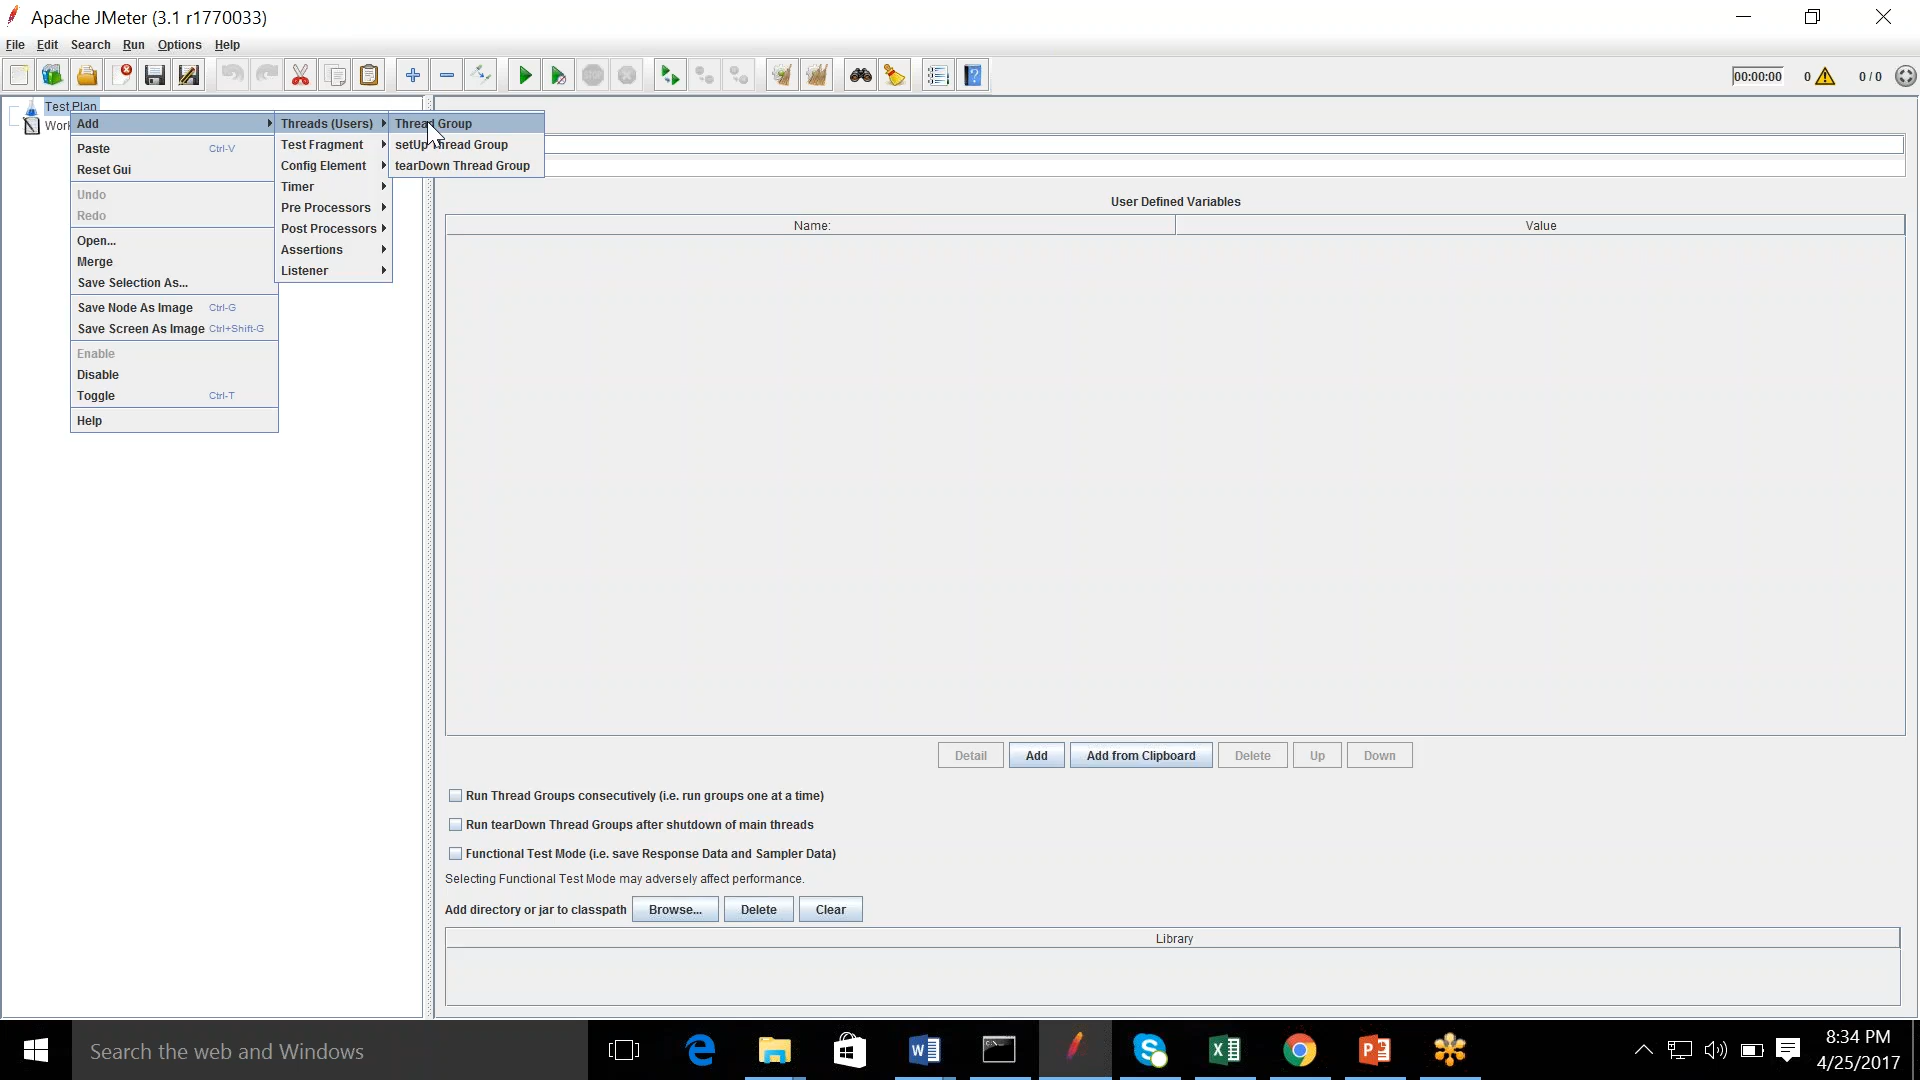 Apache JMeter (3.1 r1770033)
File Edit Search Run Options Help
00:00:00 0 0 / 0
Test Plan
Add Threads (Users) Thread Group
Paste Ctrl-V Test Fragment setUp Thread Group
Reset Gui Config Element tearDown Thread Group
Undo Timer
Redo Pre Processors
Open... Post Processors
Merge Assertions
Save Selection As... Listener
Save Node As Image Ctrl-G
Save Screen As Image Ctrl+Shift-G
Enable
Disable
Toggle Ctrl-T
Help
User Defined Variables
Name: Value
Detail Add Add from Clipboard Delete Up Down
Run Thread Groups consecutively (i.e. run groups one at a time)
Run tearDown Thread Groups after shutdown of main threads
Functional Test Mode (i.e. save Response Data and Sampler Data)
Selecting Functional Test Mode may adversely affect performance.
Add directory or jar to classpath Browse... Delete Clear
Library
Search the web and Windows
8:34 PM
4/25/2017